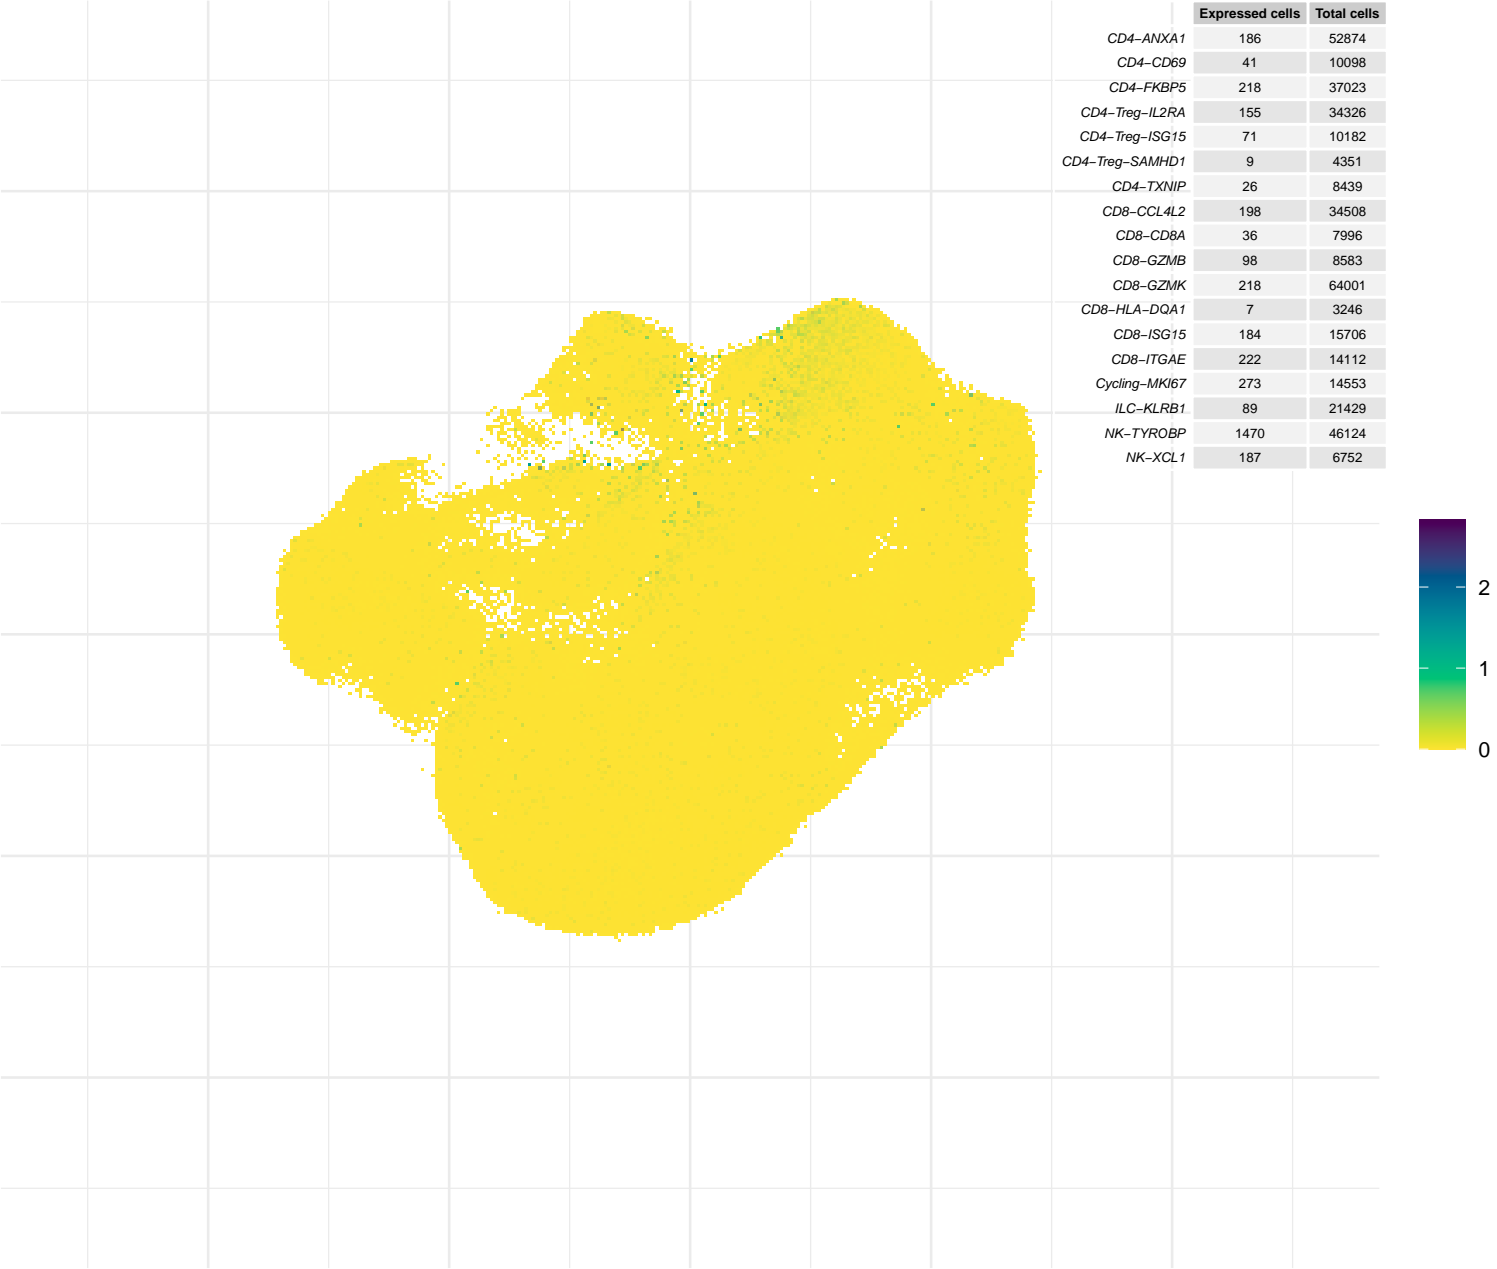 Expressed cells Total cells
CD4−ANXA1 186 52874
CD4−CD69 41 10098
CD4−FKBP5 218 37023
CD4−Treg−IL2RA 155 34326
CD4−Treg−ISG15 71 10182
CD4−Treg−SAMHD1 9 4351
CD4−TXNIP 26 8439
CD8−CCL4L2 198 34508
CD8−CD8A 36 7996
CD8−GZMB 98 8583
CD8−GZMK 218 64001
CD8−HLA−DQA1 7 3246
CD8−ISG15 184 15706
CD8−ITGAE 222 14112
Cycling−MKI67 273 14553
ILC−KLRB1 89 21429
NK−TYROBP 1470 46124
NK−XCL1 187 6752
2
1
0